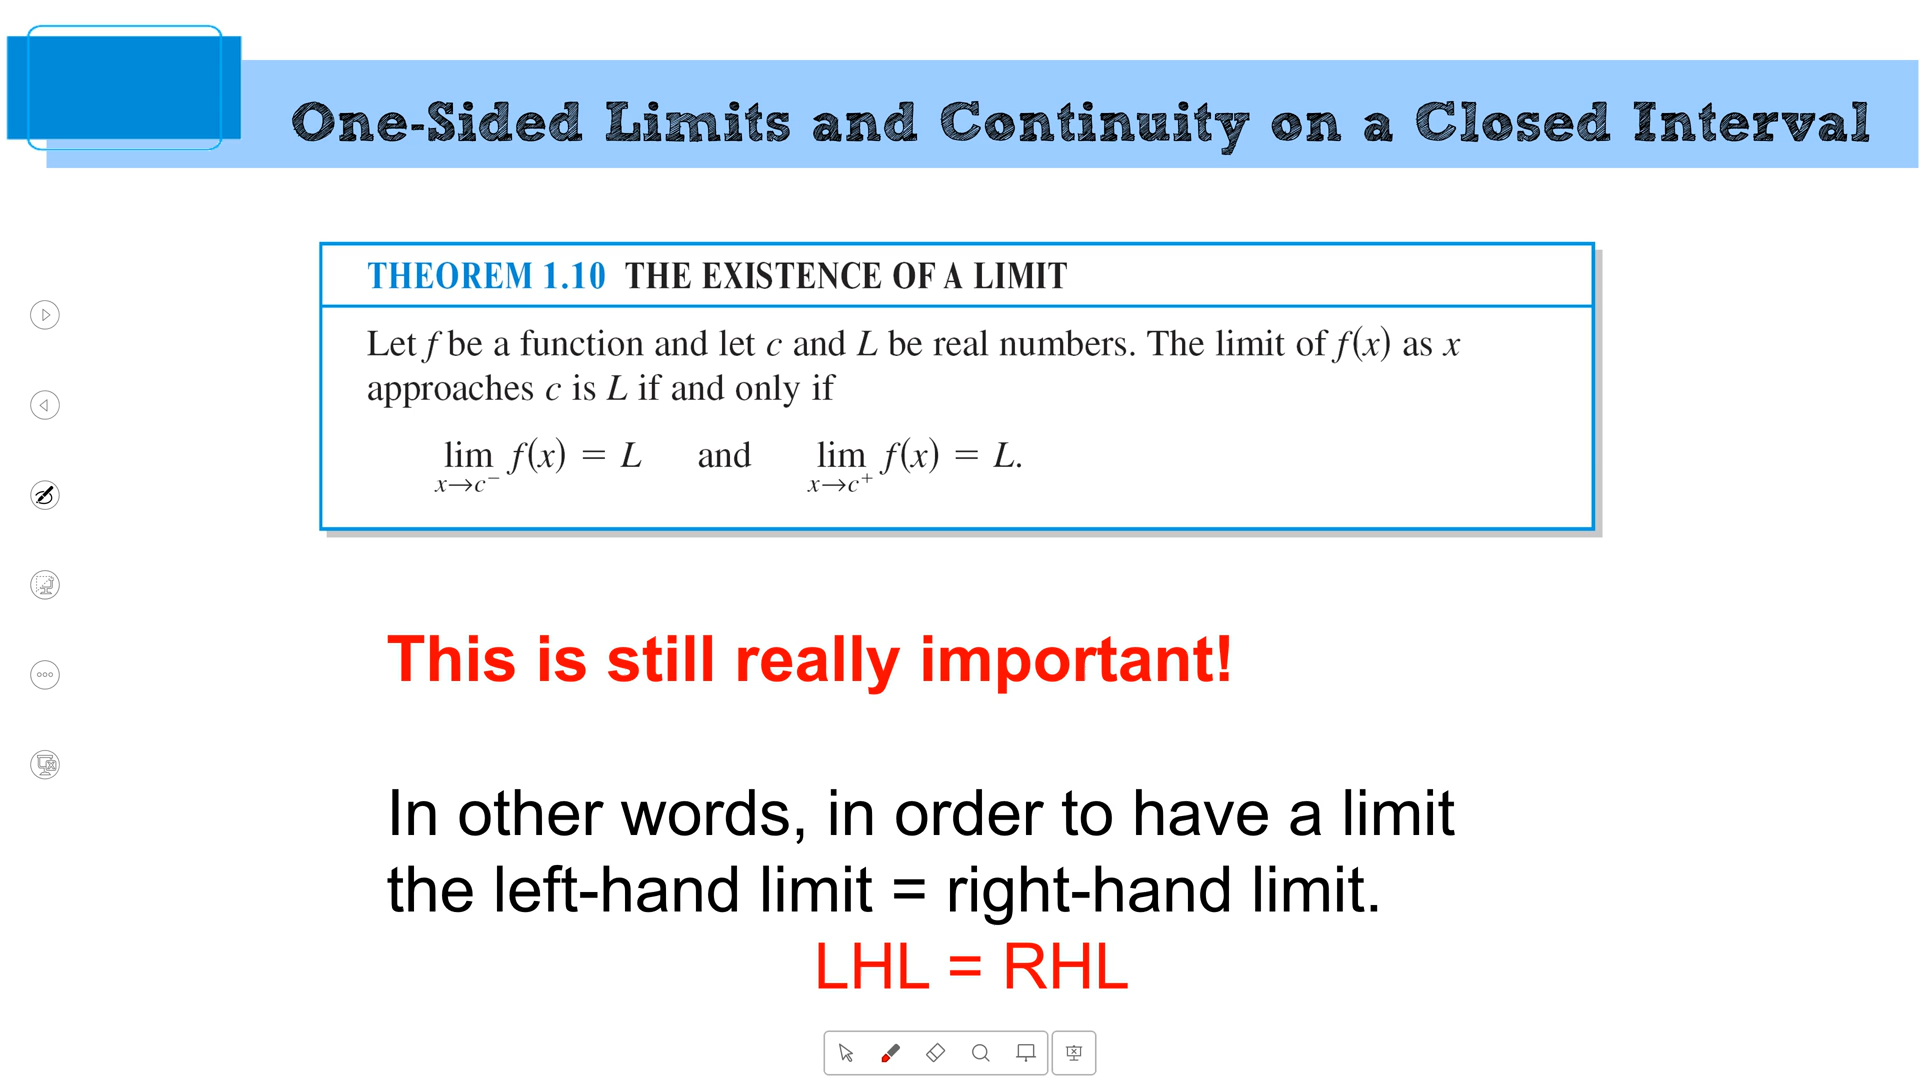 One-Sided Limits and Continuity on a Closed Interval
THEOREM 1.10 THE EXISTENCE OF A LIMIT
Let f be a function and let c and L be real numbers. The limit of f(x) as x
approaches c is L if and only if
lim f(x) = L and lim f(x) = L.
x→c⁻ x→c⁺
This is still really important!
In other words, in order to have a limit
the left-hand limit = right-hand limit.
LHL = RHL